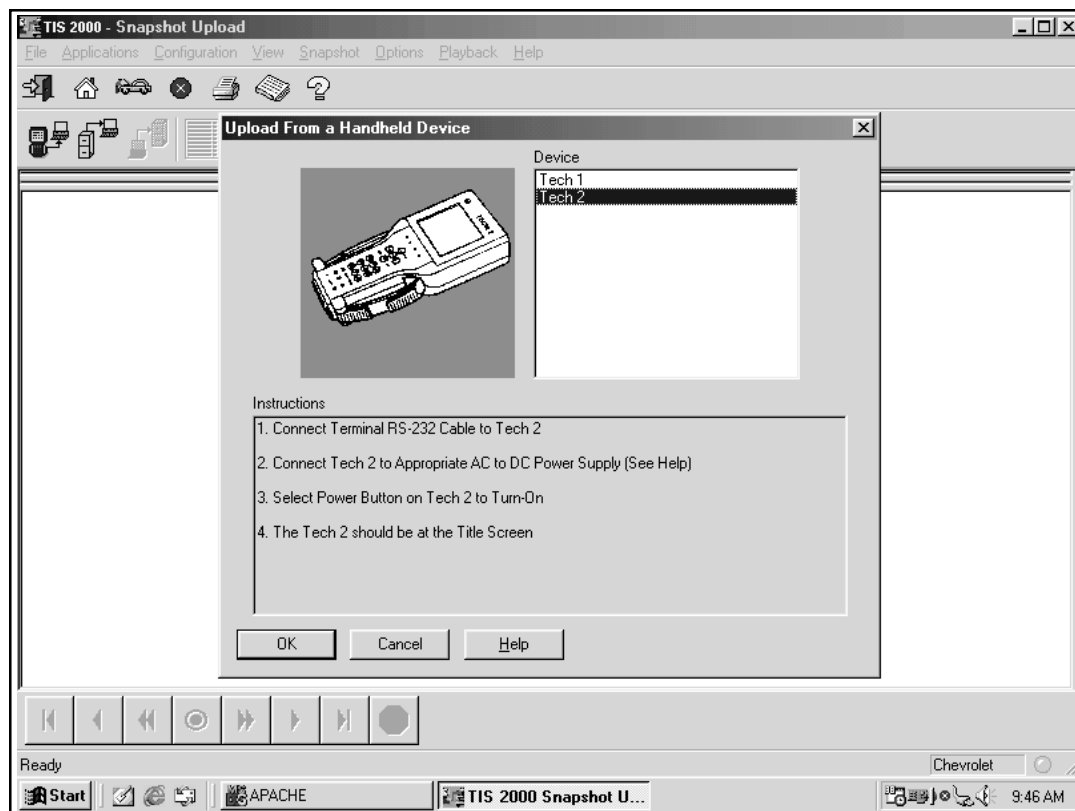 TIS 2000 - Snapshot Upload
File Applications Configuration View Snapshot Options Playback Help
Upload From a Handheld Device
Device
Tech 1
Tech 2
TECH 2
Instructions
1. Connect Terminal RS-232 Cable to Tech 2
2. Connect Tech 2 to Appropriate AC to DC Power Supply (See Help)
3. Select Power Button on Tech 2 to Turn-On
4. The Tech 2 should be at the Title Screen
OK Cancel Help
Ready Chevrolet
Start APACHE TIS 2000 Snapshot U... 9:46 AM